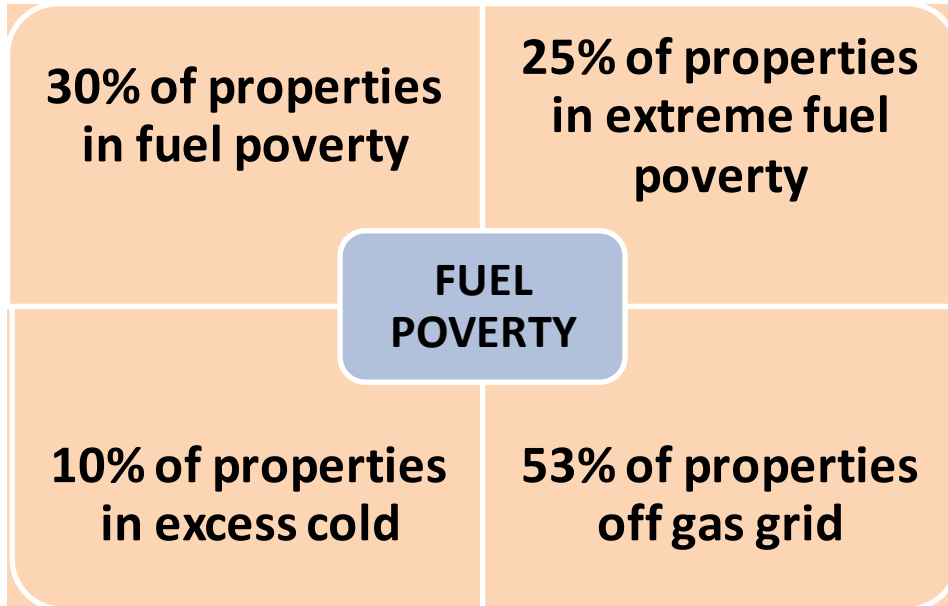 30% of properties
in fuel poverty
25% of properties
in extreme fuel
poverty
FUEL
POVERTY
10% of properties
in excess cold
53% of properties
off gas grid